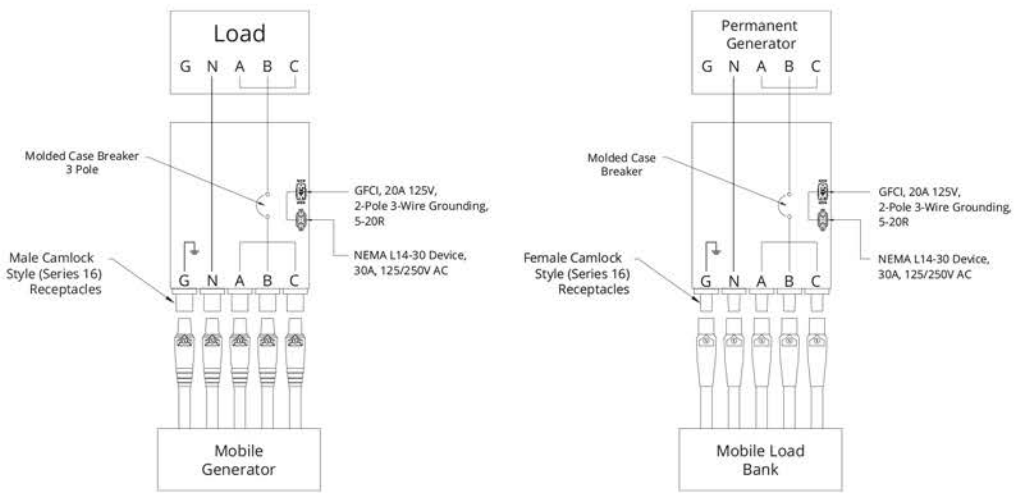 Load
G N A B C
Molded Case Breaker
3 Pole
GFCI, 20A 125V,
2-Pole 3-Wire Grounding,
5-20R
NEMA L14-30 Device,
30A, 125/250V AC
Male Camlock
Style (Series 16)
Receptacles
G N A B C
Mobile
Generator
Permanent
Generator
G N A B C
Molded Case
Breaker
GFCI, 20A 125V,
2-Pole 3-Wire Grounding,
5-20R
NEMA L14-30 Device,
30A, 125/250V AC
Female Camlock
Style (Series 16)
Receptacles
G N A B C
Mobile Load
Bank